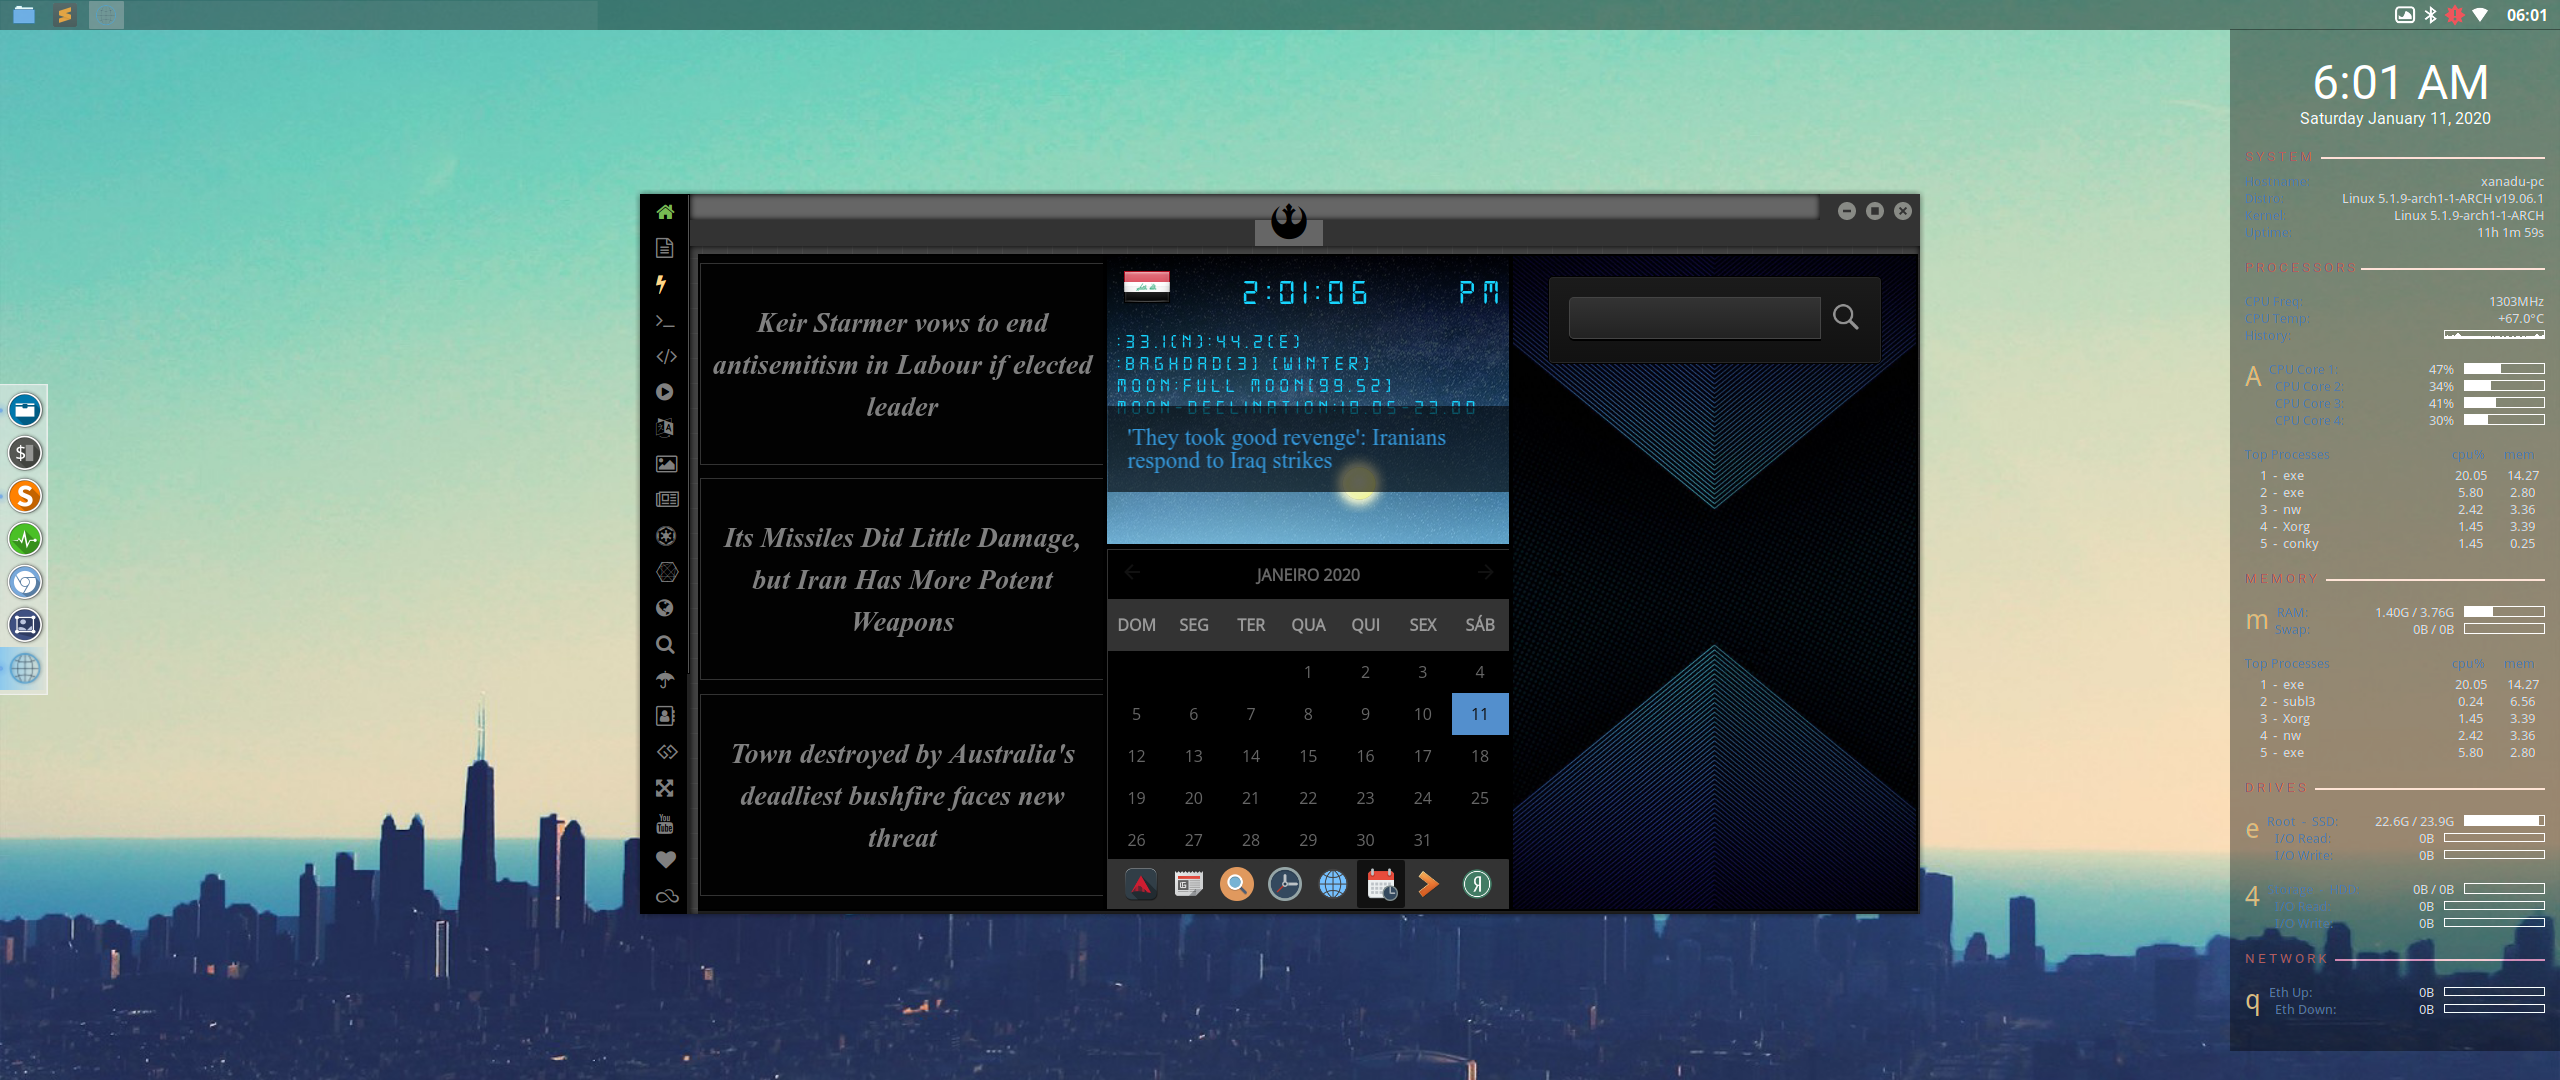 06:01
Keir Starmer vows to end
antisemitism in Labour if elected
leader
Its Missiles Did Little Damage,
but Iran Has More Potent
Weapons
Town destroyed by Australia's
deadliest bushfire faces new
threat
2:01:06 PM
:33.1(N):44.2(E)
:BAGHDAD(3) (WINTER)
MOON:FULL MOON(99.52)
MOON-DECLINATION:18.05-23.00
'They took good revenge': Iranians
respond to Iraq strikes
JANEIRO 2020
DOM SEG TER QUA QUI SEX SÁB
1 2 3 4
5 6 7 8 9 10 11
12 13 14 15 16 17 18
19 20 21 22 23 24 25
26 27 28 29 30 31
You
Tube
6:01 AM
Saturday January 11, 2020
SYSTEM
Hostname: xanadu-pc
Distro: Linux 5.1.9-arch1-1-ARCH v19.06.1
Kernel: Linux 5.1.9-arch1-1-ARCH
Uptime: 11h 1m 59s
PROCESSORS
CPU Freq: 1303MHz
CPU Temp: +67.0°C
History:
A CPU Core 1: 47%
CPU Core 2: 34%
CPU Core 3: 41%
CPU Core 4: 30%
Top Processes cpu% mem
1 - exe 20.05 14.27
2 - exe 5.80 2.80
3 - nw 2.42 3.36
4 - Xorg 1.45 3.39
5 - conky 1.45 0.25
MEMORY
m RAM: 1.40G / 3.76G
Swap: 0B / 0B
Top Processes cpu% mem
1 - exe 20.05 14.27
2 - subl3 0.24 6.56
3 - Xorg 1.45 3.39
4 - nw 2.42 3.36
5 - exe 5.80 2.80
DRIVES
e Root - SSD: 22.6G / 23.9G
I/O Read: 0B
I/O Write: 0B
4 0B / 0B
I/O Read: 0B
I/O Write: 0B
NETWORK
q Eth Up: 0B
Eth Down: 0B